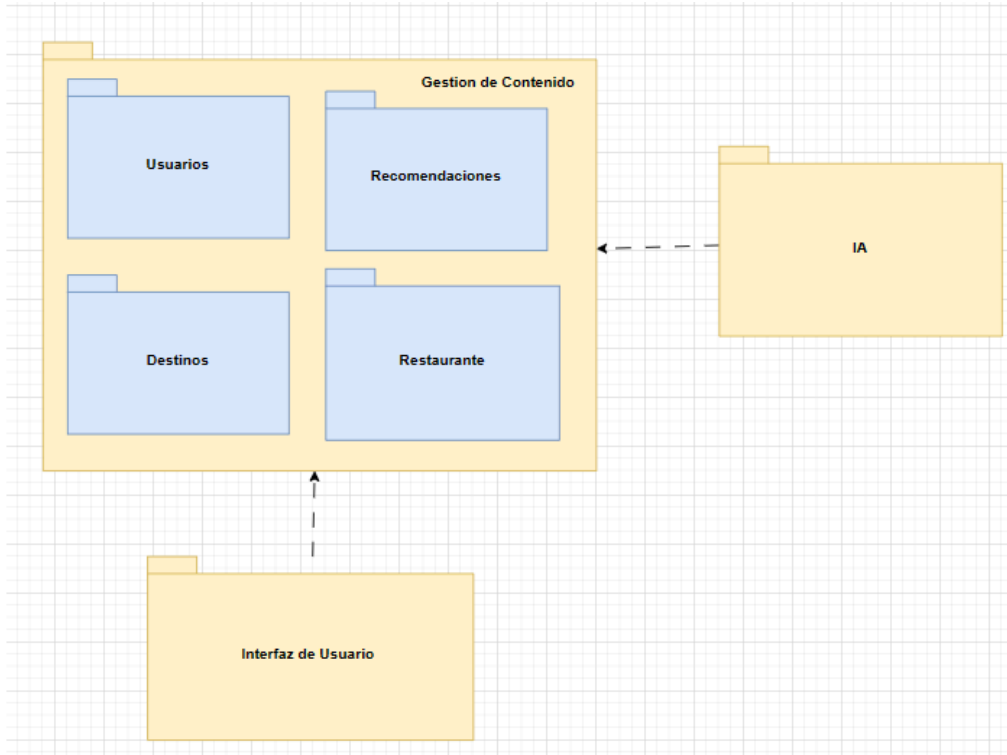 Gestion de Contenido
Usuarios
Recomendaciones
IA
Destinos
Restaurante
Interfaz de Usuario